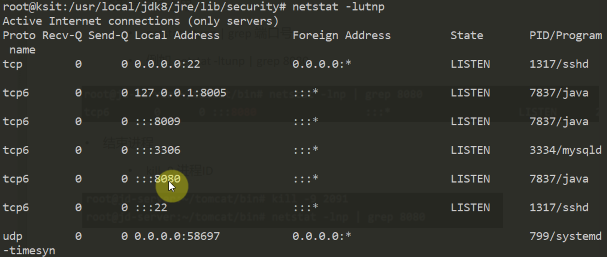 root@ksit:/usr/local/jdk8/jre/lib/security# netstat -lutnp
Active Internet connections (only servers)
Proto Recv-Q Send-Q Local Address Foreign Address State PID/Program
name
tcp 0 0 0.0.0.0:22 0.0.0.0:* LISTEN 1317/sshd
tcp6 0 0 127.0.0.1:8005 :::* LISTEN 7837/java
tcp6 0 0 :::8009 :::* LISTEN 7837/java
tcp6 0 0 :::3306 :::* LISTEN 3334/mysqld
tcp6 0 0 :::8080 :::* LISTEN 7837/java
tcp6 0 0 :::22 :::* LISTEN 1317/sshd
udp 0 0 0.0.0.0:58697 0.0.0.0:* 799/systemd
-timesyn